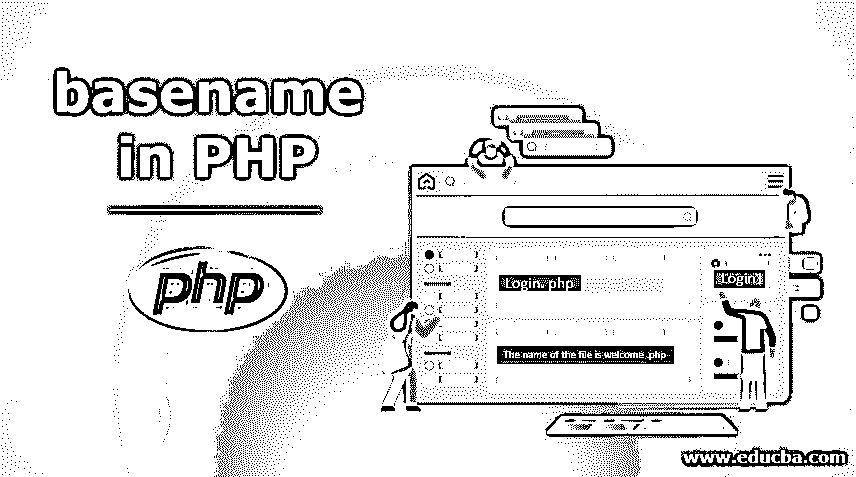 basename
in PHP
php
Login. php
Login
The name of the file is welcome. php
www.educba.com